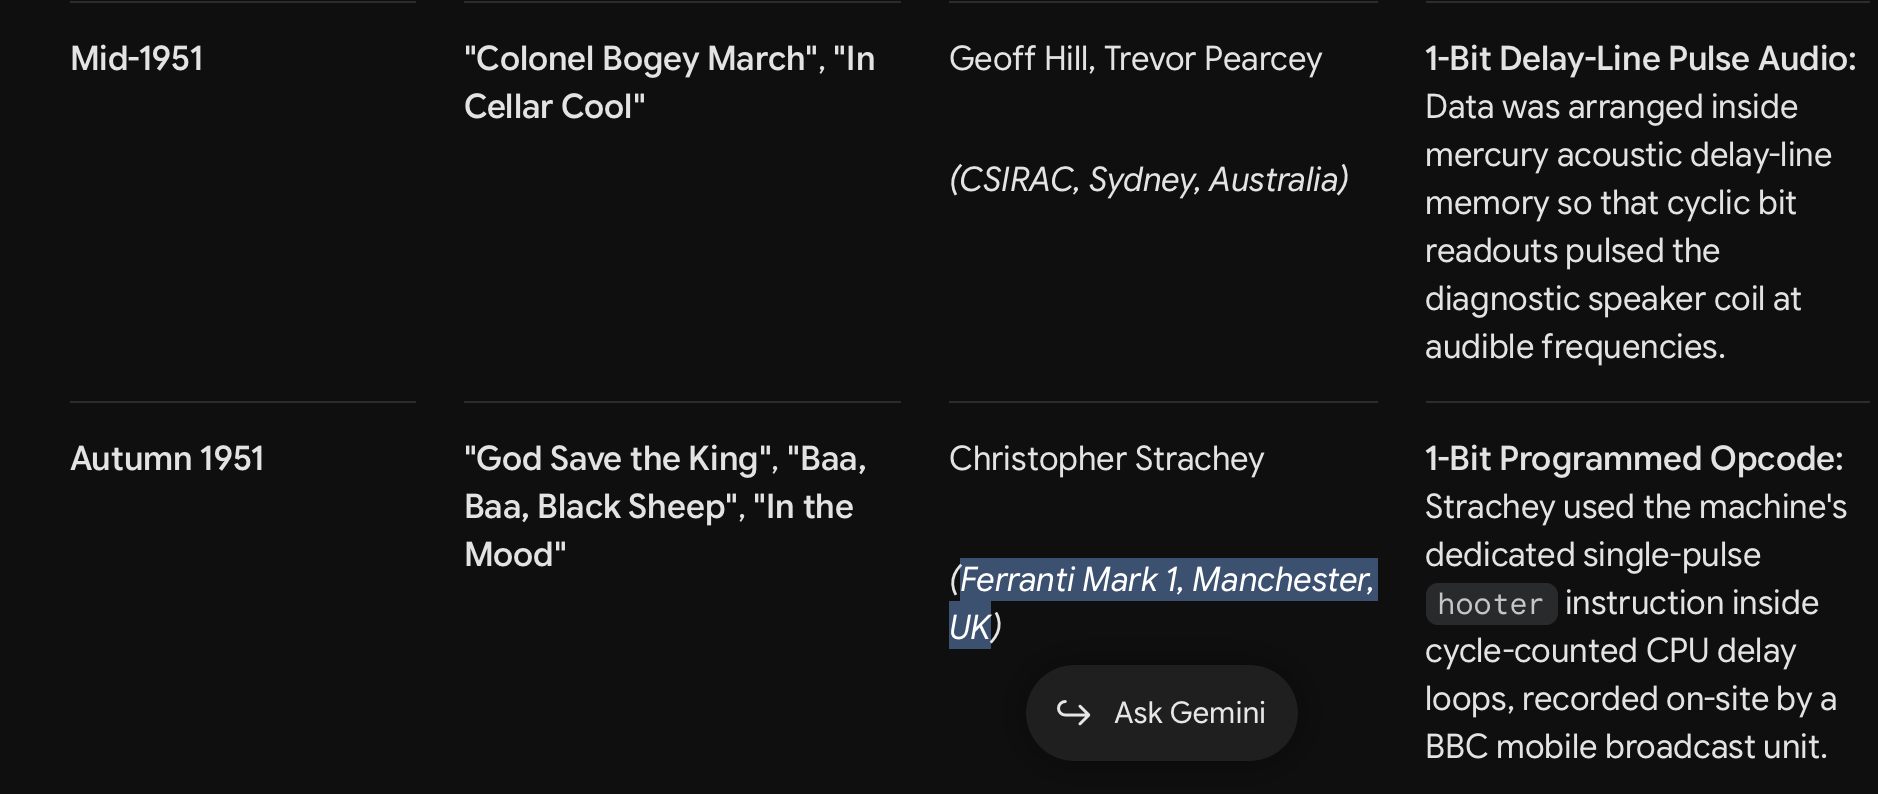 Mid-1951
"Colonel Bogey March", "In
Cellar Cool"
Geoff Hill, Trevor Pearcey
(CSIRAC, Sydney, Australia)
1-Bit Delay-Line Pulse Audio:
Data was arranged inside
mercury acoustic delay-line
memory so that cyclic bit
readouts pulsed the
diagnostic speaker coil at
audible frequencies.
Autumn 1951
"God Save the King", "Baa,
Baa, Black Sheep", "In the
Mood"
Christopher Strachey
(Ferranti Mark 1, Manchester,
UK)
1-Bit Programmed Opcode:
Strachey used the machine's
dedicated single-pulse
hooter instruction inside
cycle-counted CPU delay
loops, recorded on-site by a
BBC mobile broadcast unit.
Ask Gemini